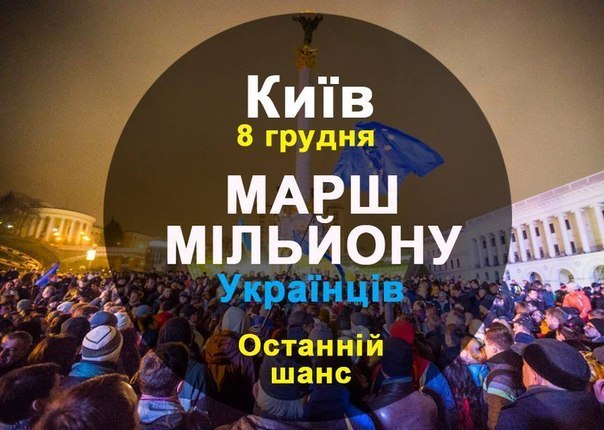 Київ
8 грудня
МАРШ
МІЛЬЙОНУ
Українців
Останній
шанс